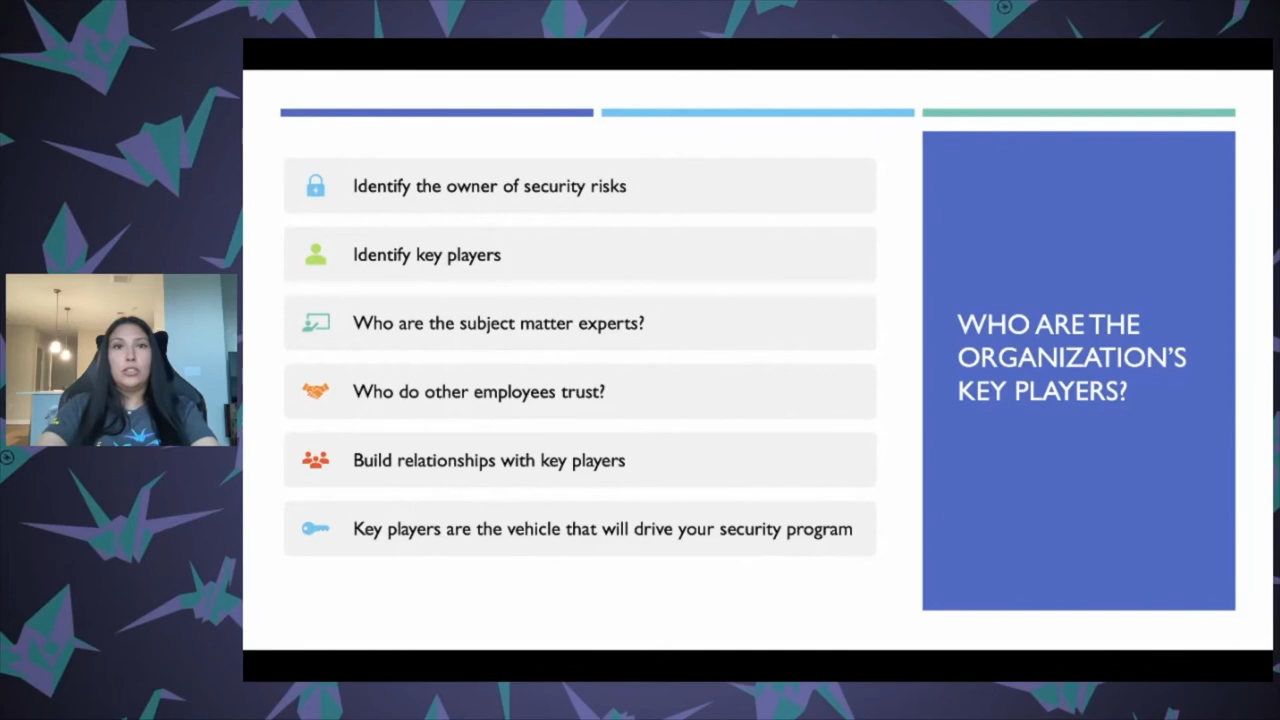 Identify the owner of security risks
Identify key players
Who are the subject matter experts?
Who do other employees trust?
Build relationships with key players
Key players are the vehicle that will drive your security program
WHO ARE THE
ORGANIZATION'S
KEY PLAYERS?